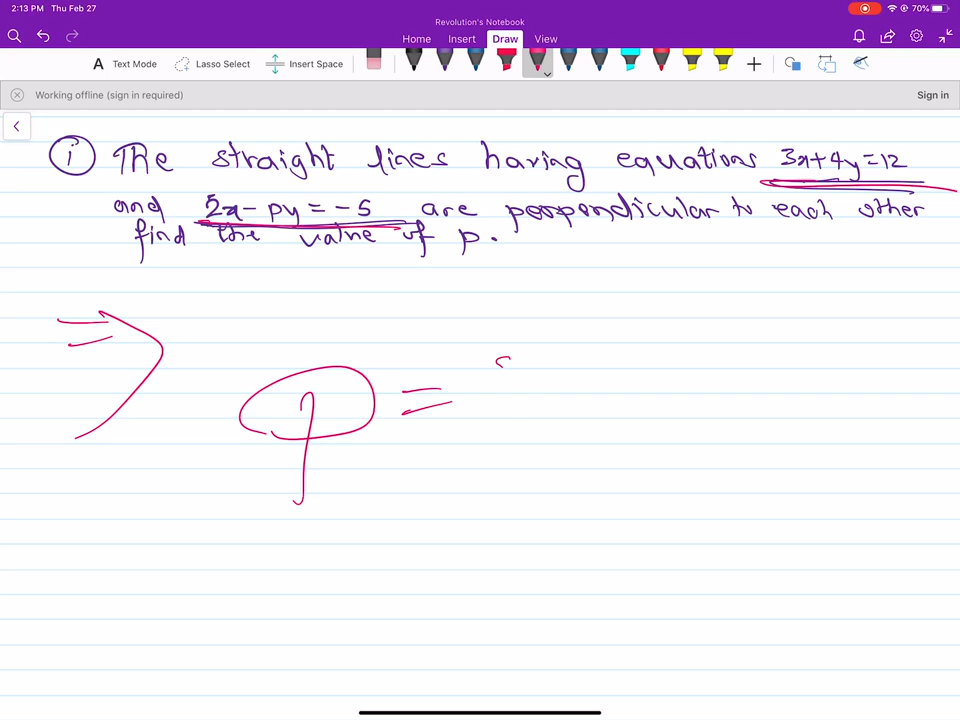 2:13 PM Thu Feb 27
70%
Revolution's Notebook
Home Insert Draw View
Text Mode Lasso Select Insert Space
Working offline (sign in required) Sign in
i The straight lines having equations 3x+4y=12
and 5x-py=-5 are perpendicular to each other
find the value of p.
⇒
p =